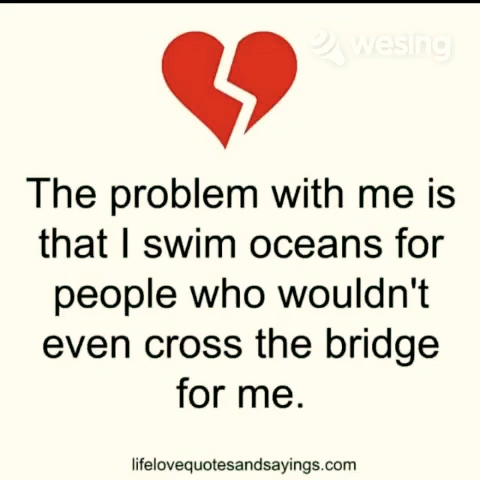 wesing
The problem with me is
that I swim oceans for
people who wouldn't
even cross the bridge
for me.
lifelovequotesandsayings.com